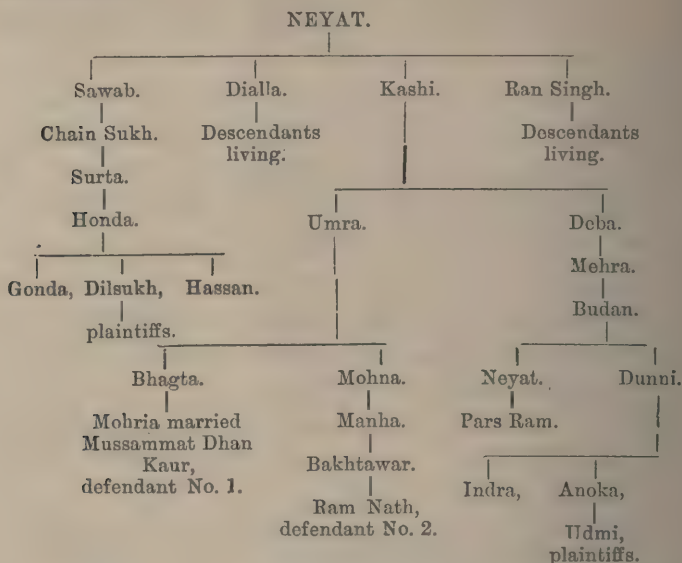 NEYAT.
Sawab. Dialla. Kashi. Ran Singh.
Chain Sukh. Descendants living. Descendants living.
Surta.
Honda. Umra. Deba.
Mehra.
Gonda, Dilsukh, Hassan.
Budan.
plaintiffs.
Bhagta. Mohna. Neyat. Dunni.
Mohria married Manha. Pars Ram.
Mussammat Dhan
Kaur, Bakhtawar. Indra, Anoka,
defendant No. 1.
Ram Nath, Udmi,
defendant No. 2. plaintiffs.